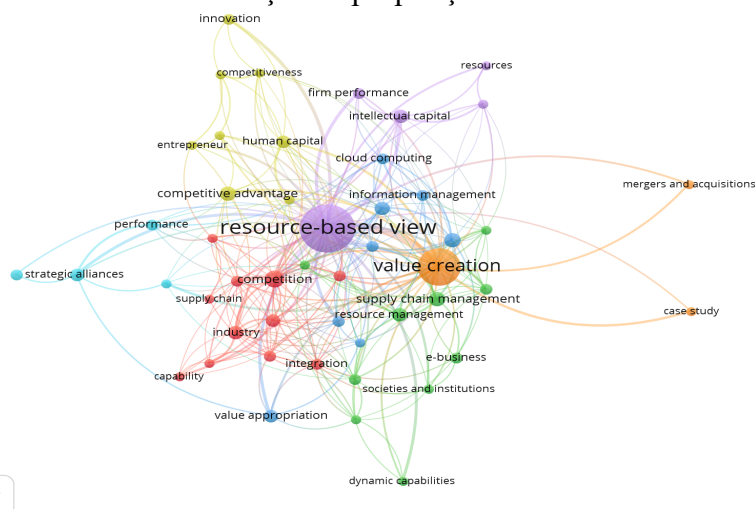 innovation
competitiveness
resources
firm performance
intellectual capital
entrepreneur
human capital
cloud computing
mergers and acquisitions
competitive advantage
information management
performance
resource-based view
value creation
strategic alliances
competition
supply chain
supply chain management
case study
resource management
industry
e-business
integration
capability
societies and institutions
value appropriation
dynamic capabilities